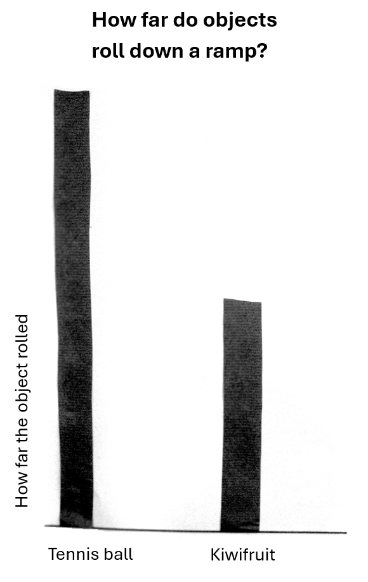 How far do objects
roll down a ramp?
How far the object rolled
Tennis ball
Kiwifruit